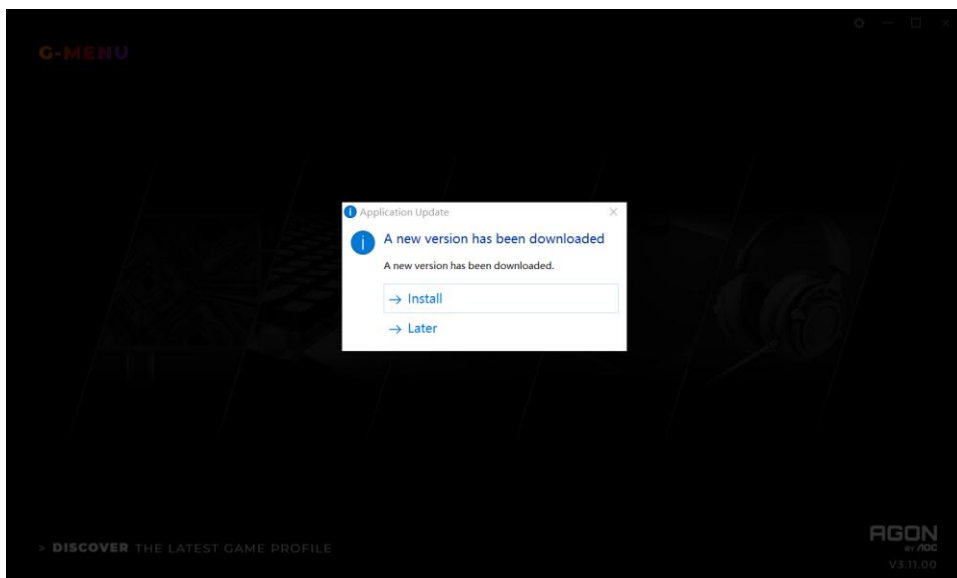 G-MENU
Application Update
A new version has been downloaded
A new version has been downloaded.
→ Install
→ Later
> DISCOVER THE LATEST GAME PROFILE
AGON
BY AOC
V3.11.00